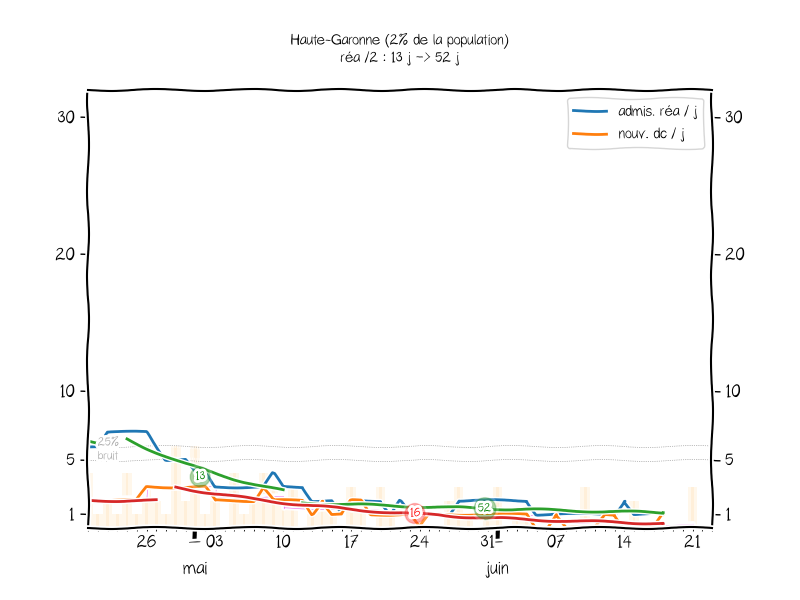 Haute-Garonne (2% de la population)
réa /2 : 13 j -> 52 j
admis. réa / j
nouv. dc / j
30 30
20 20
10 10
5 5
1 1
25%
bruit
13
16
52
26 03 10 17 24 31 07 14 21
mai juin